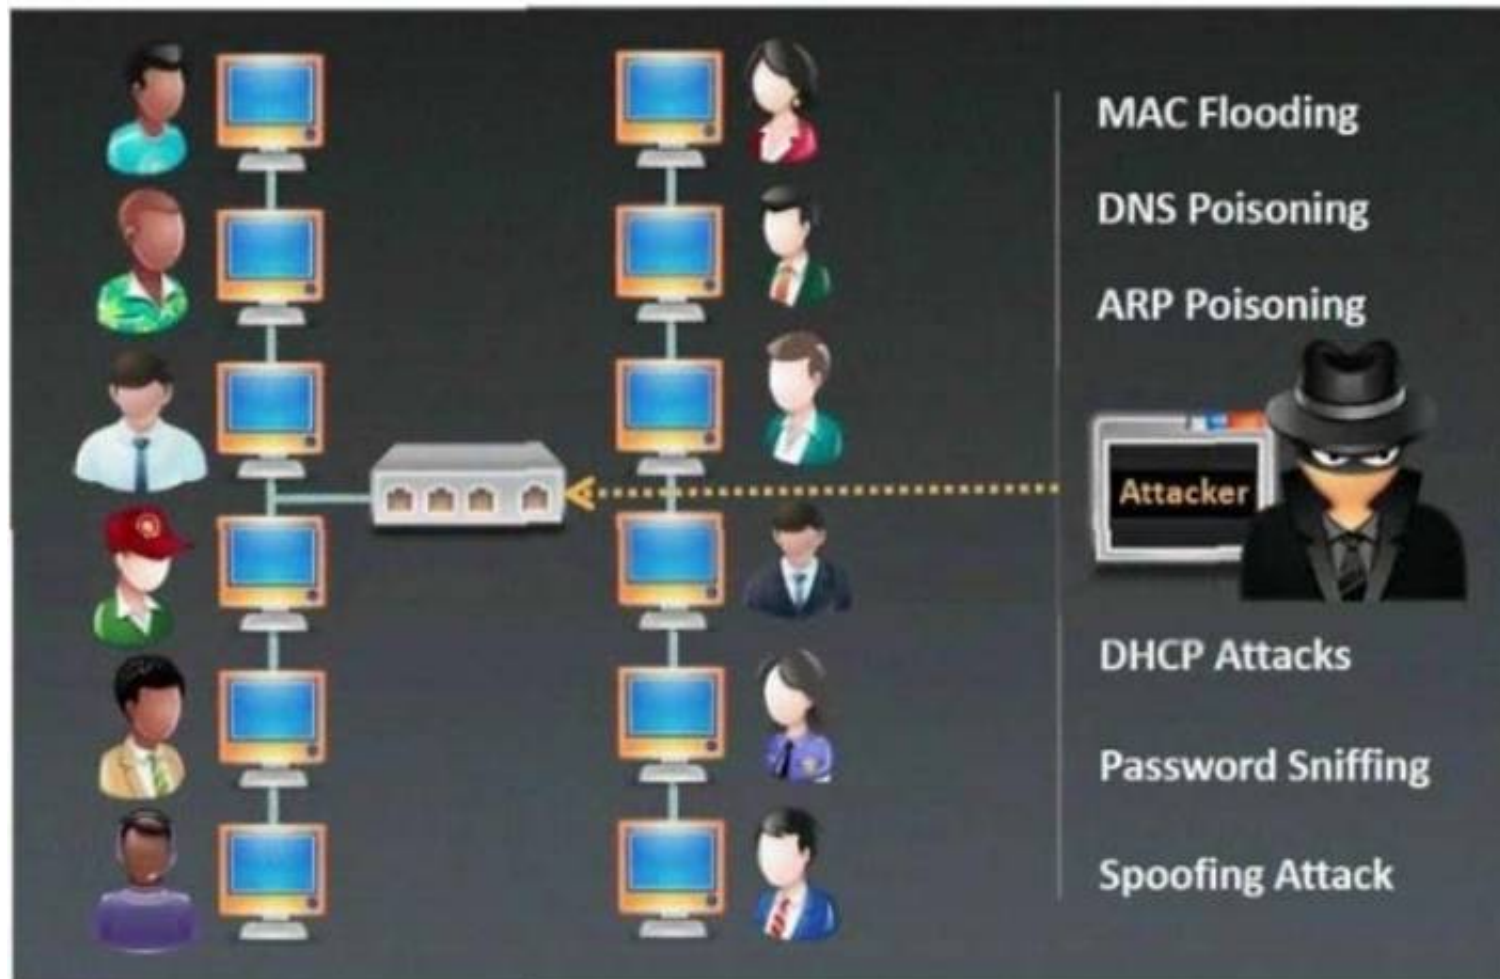 MAC Flooding
DNS Poisoning
ARP Poisoning
Attacker
DHCP Attacks
Password Sniffing
Spoofing Attack